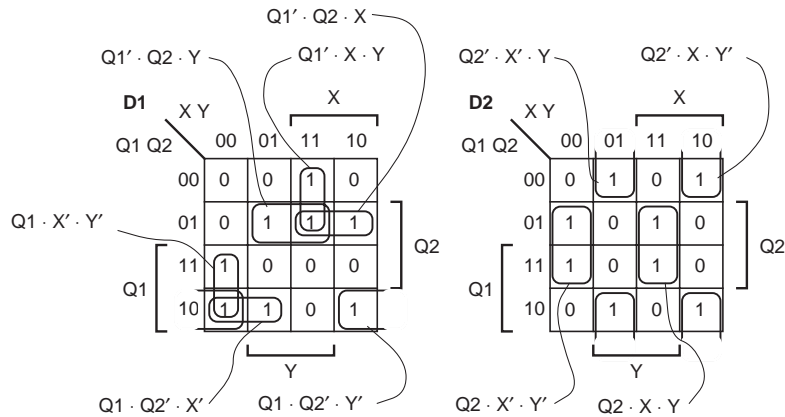 Q1′ · Q2 · X
Q1′ · Q2 · Y
Q1′ · X · Y
D1
X Y
X
Q1 Q2
00 01 11 10
00 0 0 1 0
01 0 1 1 1
11 1 0 0 0
10 1 1 0 1
Q2
Q1
Q1 · X′ · Y′
Y
Q1 · Q2′ · X′
Q1 · Q2′ · Y′
Q2′ · X′ · Y
Q2′ · X · Y′
D2
X Y
X
Q1 Q2
00 01 11 10
00 0 1 0 1
01 1 0 1 0
11 1 0 1 0
10 0 1 0 1
Q2
Q1
Y
Q2 · X′ · Y′
Q2 · X · Y